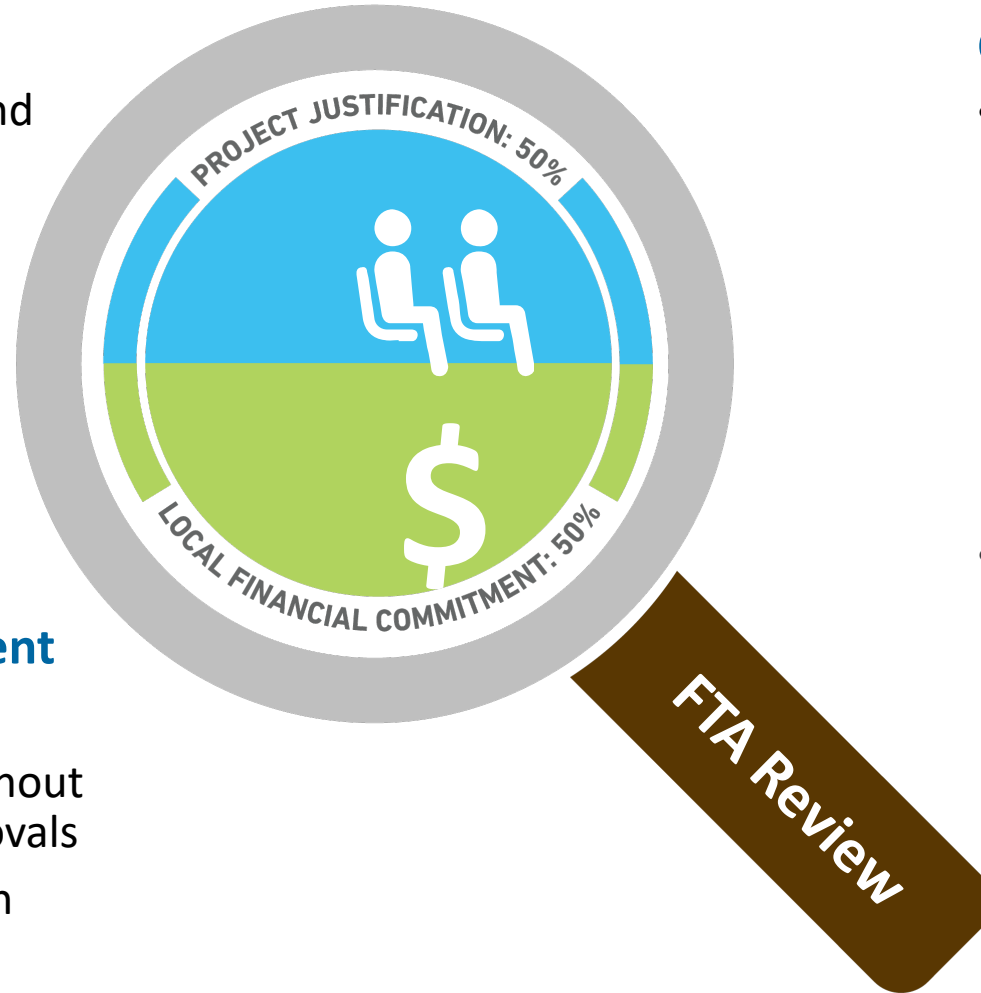 nd
PROJECT JUSTIFICATION: 50%
$
LOCAL FINANCIAL COMMITMENT: 50%
ent
hout
ovals
FTA Review